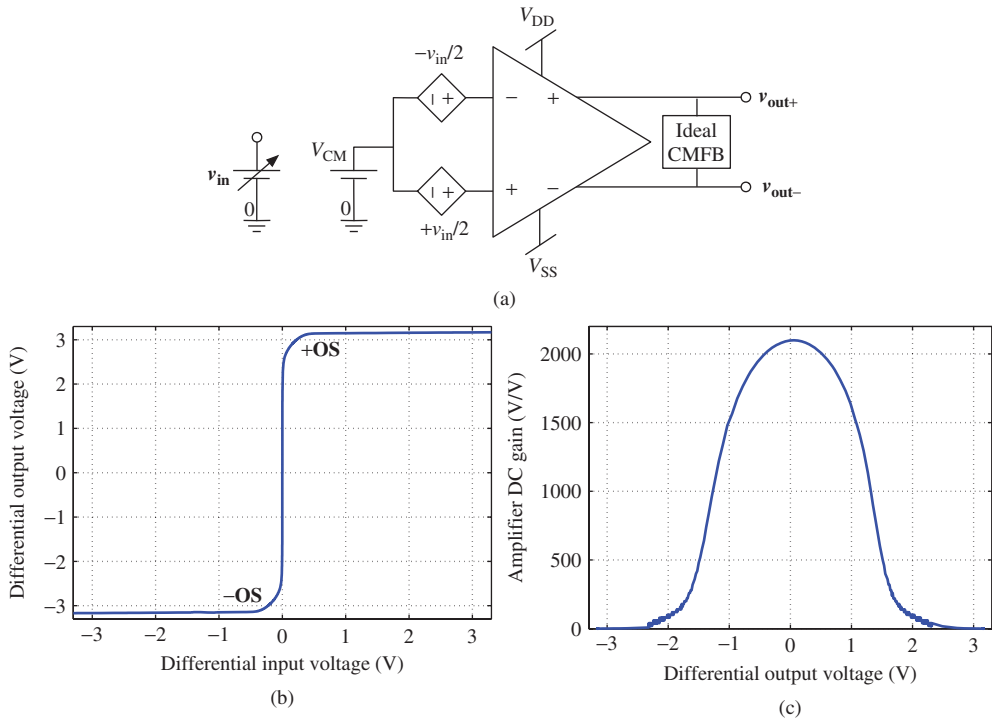 V_DD
−v_in/2
− +
− +
v_out+
Ideal
CMFB
V_CM
v_in
− +
+ −
v_out−
0
0
+v_in/2
V_SS
(a)
Differential output voltage (V)
3
2
1
0
−1
−2
−3
+OS
−OS
−3 −2 −1 0 1 2 3
Differential input voltage (V)
(b)
Amplifier DC gain (V/V)
2000
1500
1000
500
0
−3 −2 −1 0 1 2 3
Differential output voltage (V)
(c)